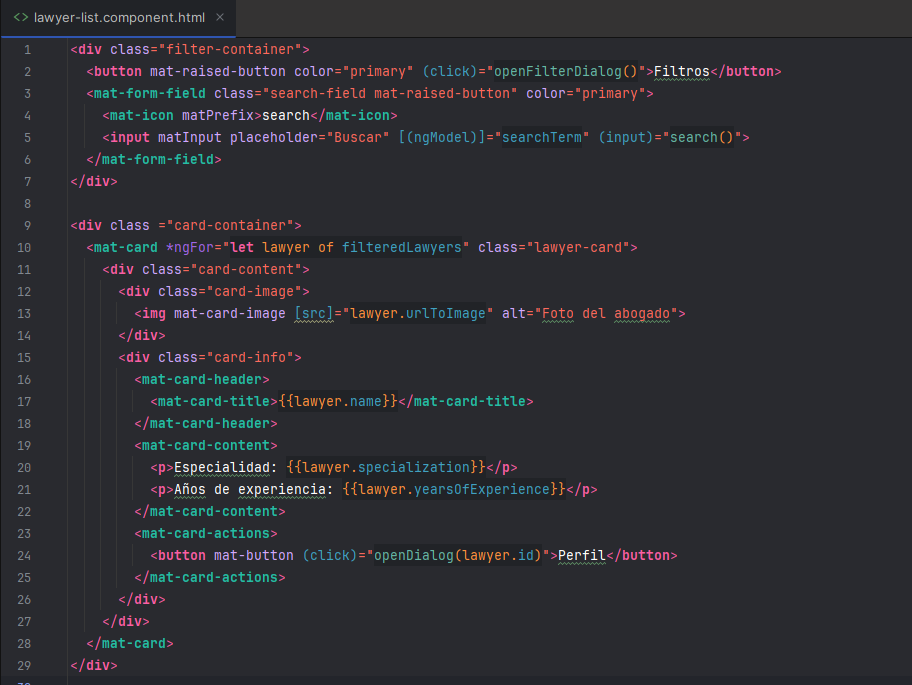 <> lawyer-list.component.html ×
1 <div class="filter-container">
2   <button mat-raised-button color="primary" (click)="openFilterDialog()">Filtros</button>
3   <mat-form-field class="search-field mat-raised-button" color="primary">
4     <mat-icon matPrefix>search</mat-icon>
5     <input matInput placeholder="Buscar" [(ngModel)]="searchTerm" (input)="search()">
6   </mat-form-field>
7 </div>
8
9 <div class ="card-container">
10   <mat-card *ngFor="let lawyer of filteredLawyers" class="lawyer-card">
11     <div class="card-content">
12       <div class="card-image">
13         <img mat-card-image [src]="lawyer.urlToImage" alt="Foto del abogado">
14       </div>
15       <div class="card-info">
16         <mat-card-header>
17           <mat-card-title>{{lawyer.name}}</mat-card-title>
18         </mat-card-header>
19         <mat-card-content>
20           <p>Especialidad: {{lawyer.specialization}}</p>
21           <p>Años de experiencia: {{lawyer.yearsOfExperience}}</p>
22         </mat-card-content>
23         <mat-card-actions>
24           <button mat-button (click)="openDialog(lawyer.id)">Perfil</button>
25         </mat-card-actions>
26       </div>
27     </div>
28   </mat-card>
29 </div>